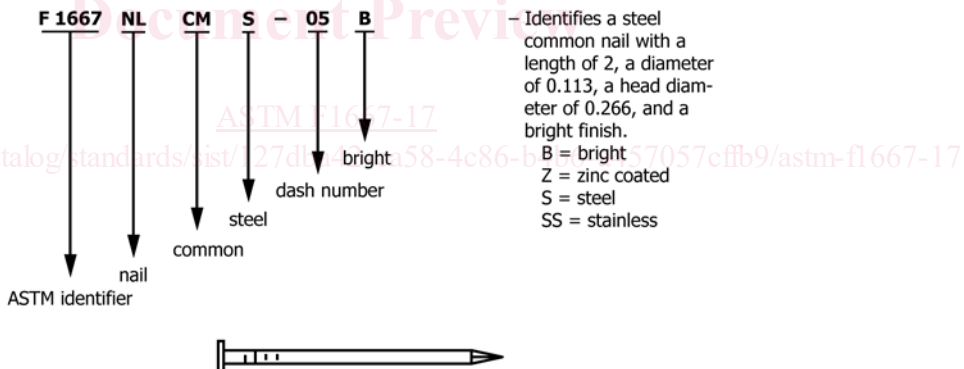 Document Preview
F 1667 NL CM S – 05 B
– Identifies a steel
common nail with a
length of 2, a diameter
of 0.113, a head diam-
eter of 0.266, and a
bright finish.
B = bright
Z = zinc coated
S = steel
SS = stainless
ASTM F1667-17
bright
dash number
steel
common
nail
ASTM identifier